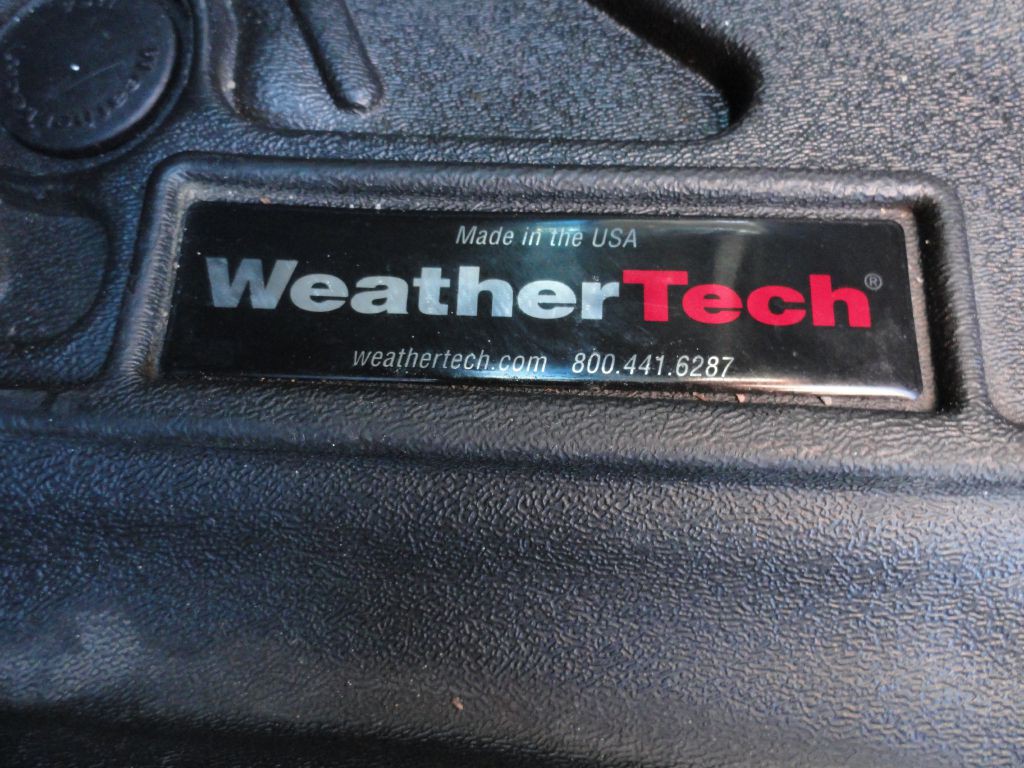 Made in the USA
WeatherTech®
weathertech.com 800.441.6287